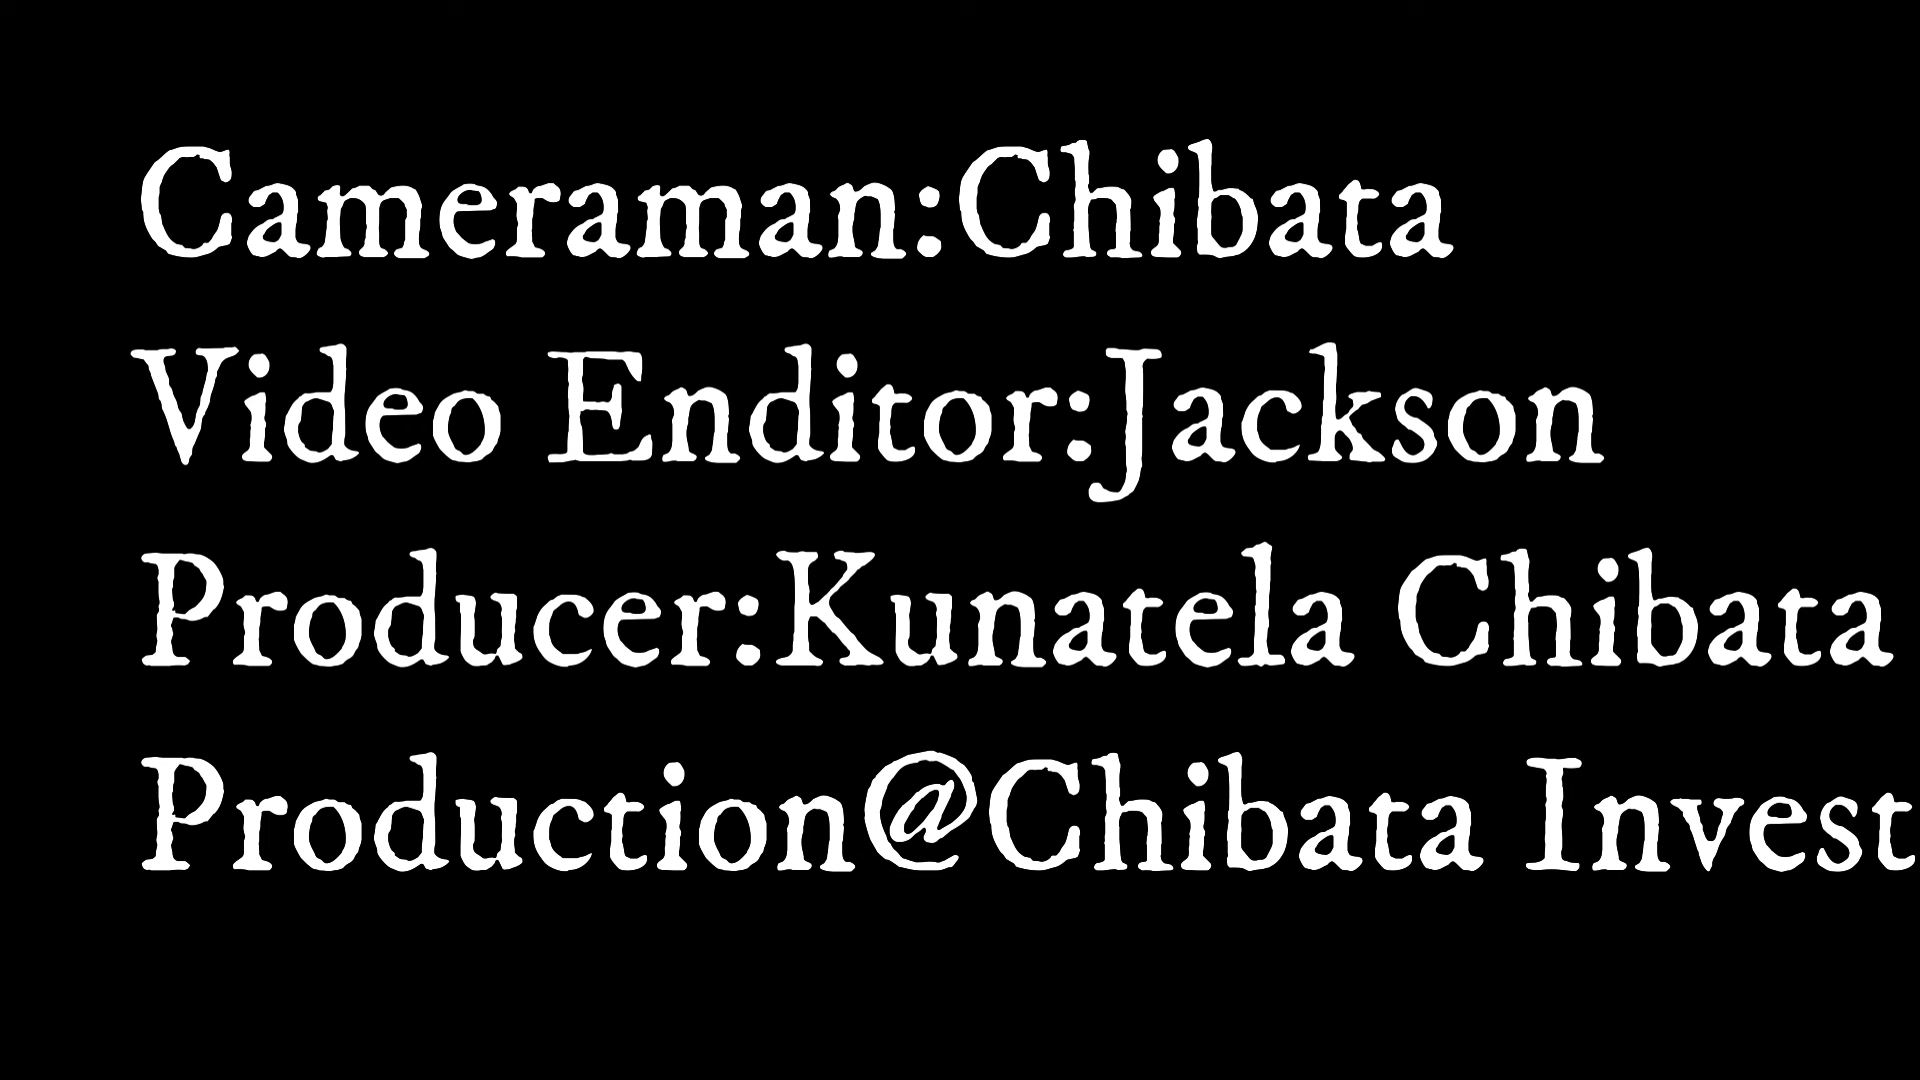 Cameraman:Chibata
Video Enditor:Jackson
Producer:Kunatela Chibata
Production@Chibata Invest